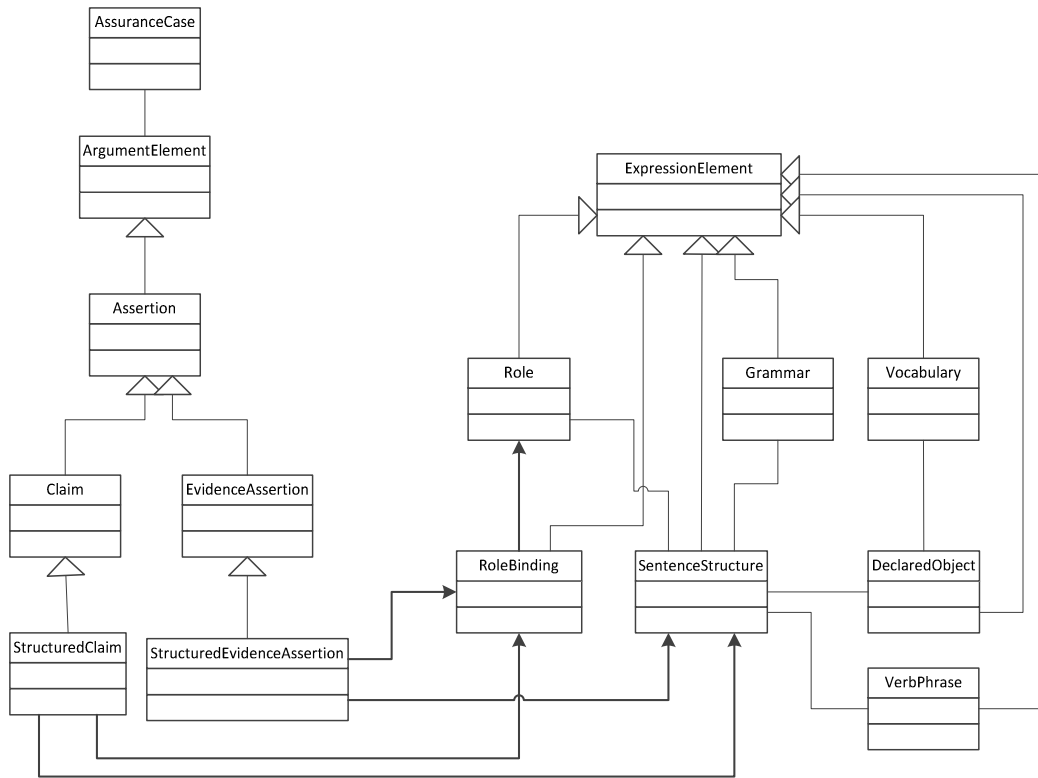 AssuranceCase
ArgumentElement
ExpressionElement
Assertion
Role
Grammar
Vocabulary
Claim
EvidenceAssertion
RoleBinding
SentenceStructure
DeclaredObject
StructuredClaim
StructuredEvidenceAssertion
VerbPhrase